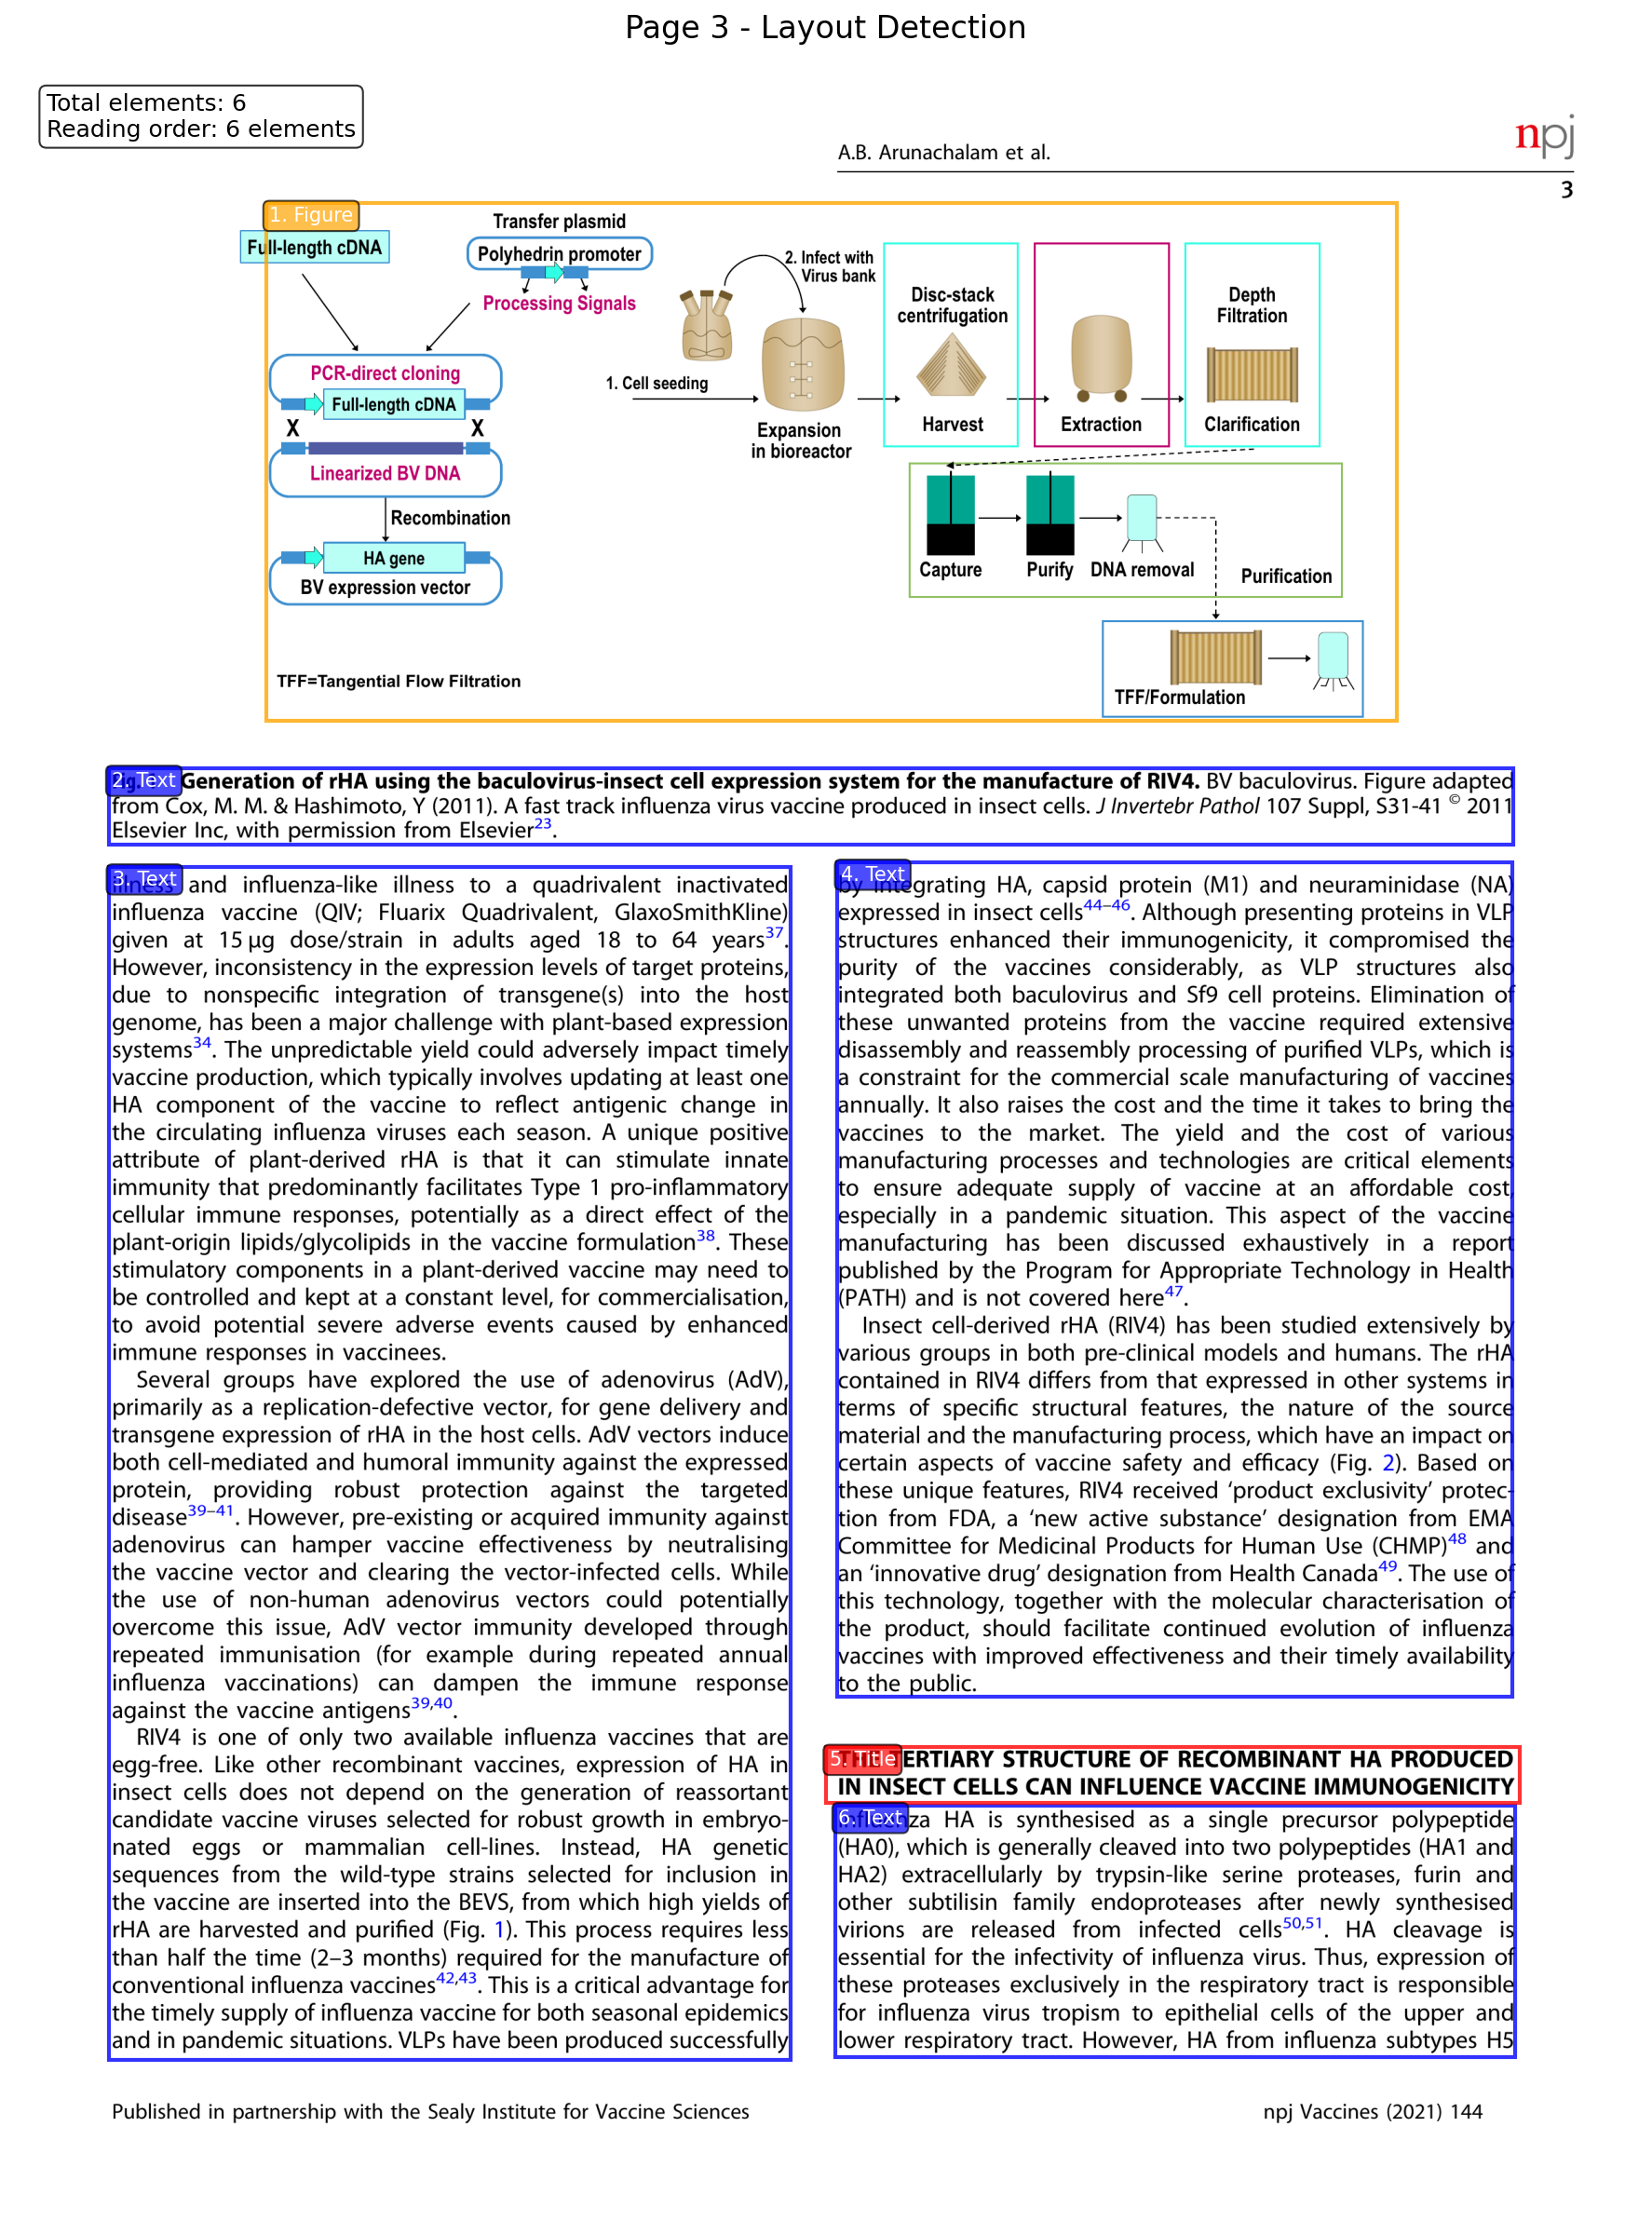 Page 3 - Layout Detection
Total elements: 6
Reading order: 6 elements
A.B. Arunachalam et al.
npj
3
1. Figure
Full-length cDNA
Transfer plasmid
Polyhedrin promoter
Processing Signals
PCR-direct cloning
Full-length cDNA
X X
Linearized BV DNA
Recombination
HA gene
BV expression vector
TFF=Tangential Flow Filtration
1. Cell seeding
2. Infect with
Virus bank
Expansion
in bioreactor
Disc-stack
centrifugation
Harvest
Extraction
Depth
Filtration
Clarification
Capture
Purify
DNA removal
Purification
TFF/Formulation
2. Text
Generation of rHA using the baculovirus-insect cell expression system for the manufacture of RIV4. BV baculovirus. Figure adapted
from Cox, M. M. & Hashimoto, Y (2011). A fast track influenza virus vaccine produced in insect cells. J Invertebr Pathol 107 Suppl, S31-41 © 2011
Elsevier Inc, with permission from Elsevier23.
3. Text
illness and influenza-like illness to a quadrivalent inactivated
influenza vaccine (QIV; Fluarix Quadrivalent, GlaxoSmithKline)
given at 15 μg dose/strain in adults aged 18 to 64 years37.
However, inconsistency in the expression levels of target proteins,
due to nonspecific integration of transgene(s) into the host
genome, has been a major challenge with plant-based expression
systems34. The unpredictable yield could adversely impact timely
vaccine production, which typically involves updating at least one
HA component of the vaccine to reflect antigenic change in
the circulating influenza viruses each season. A unique positive
attribute of plant-derived rHA is that it can stimulate innate
immunity that predominantly facilitates Type 1 pro-inflammatory
cellular immune responses, potentially as a direct effect of the
plant-origin lipids/glycolipids in the vaccine formulation38. These
stimulatory components in a plant-derived vaccine may need to
be controlled and kept at a constant level, for commercialisation,
to avoid potential severe adverse events caused by enhanced
immune responses in vaccinees.
Several groups have explored the use of adenovirus (AdV),
primarily as a replication-defective vector, for gene delivery and
transgene expression of rHA in the host cells. AdV vectors induce
both cell-mediated and humoral immunity against the expressed
protein, providing robust protection against the targeted
disease39–41. However, pre-existing or acquired immunity against
adenovirus can hamper vaccine effectiveness by neutralising
the vaccine vector and clearing the vector-infected cells. While
the use of non-human adenovirus vectors could potentially
overcome this issue, AdV vector immunity developed through
repeated immunisation (for example during repeated annual
influenza vaccinations) can dampen the immune response
against the vaccine antigens39,40.
RIV4 is one of only two available influenza vaccines that are
egg-free. Like other recombinant vaccines, expression of HA in
insect cells does not depend on the generation of reassortant
candidate vaccine viruses selected for robust growth in embryo-
nated eggs or mammalian cell-lines. Instead, HA genetic
sequences from the wild-type strains selected for inclusion in
the vaccine are inserted into the BEVS, from which high yields of
rHA are harvested and purified (Fig. 1). This process requires less
than half the time (2–3 months) required for the manufacture of
conventional influenza vaccines42,43. This is a critical advantage for
the timely supply of influenza vaccine for both seasonal epidemics
and in pandemic situations. VLPs have been produced successfully
4. Text
by integrating HA, capsid protein (M1) and neuraminidase (NA)
expressed in insect cells44–46. Although presenting proteins in VLP
structures enhanced their immunogenicity, it compromised the
purity of the vaccines considerably, as VLP structures also
integrated both baculovirus and Sf9 cell proteins. Elimination of
these unwanted proteins from the vaccine required extensive
disassembly and reassembly processing of purified VLPs, which is
a constraint for the commercial scale manufacturing of vaccines
annually. It also raises the cost and the time it takes to bring the
vaccines to the market. The yield and the cost of various
manufacturing processes and technologies are critical elements
to ensure adequate supply of vaccine at an affordable cost,
especially in a pandemic situation. This aspect of the vaccine
manufacturing has been discussed exhaustively in a report
published by the Program for Appropriate Technology in Health
(PATH) and is not covered here47.
Insect cell-derived rHA (RIV4) has been studied extensively by
various groups in both pre-clinical models and humans. The rHA
contained in RIV4 differs from that expressed in other systems in
terms of specific structural features, the nature of the source
material and the manufacturing process, which have an impact on
certain aspects of vaccine safety and efficacy (Fig. 2). Based on
these unique features, RIV4 received ‘product exclusivity’ protec-
tion from FDA, a ‘new active substance’ designation from EMA
Committee for Medicinal Products for Human Use (CHMP)48 and
an ‘innovative drug’ designation from Health Canada49. The use of
this technology, together with the molecular characterisation of
the product, should facilitate continued evolution of influenza
vaccines with improved effectiveness and their timely availability
to the public.
5. Title
THE TERTIARY STRUCTURE OF RECOMBINANT HA PRODUCED
IN INSECT CELLS CAN INFLUENCE VACCINE IMMUNOGENICITY
6. Text
Influenza HA is synthesised as a single precursor polypeptide
(HA0), which is generally cleaved into two polypeptides (HA1 and
HA2) extracellularly by trypsin-like serine proteases, furin and
other subtilisin family endoproteases after newly synthesised
virions are released from infected cells50,51. HA cleavage is
essential for the infectivity of influenza virus. Thus, expression of
these proteases exclusively in the respiratory tract is responsible
for influenza virus tropism to epithelial cells of the upper and
lower respiratory tract. However, HA from influenza subtypes H5
Published in partnership with the Sealy Institute for Vaccine Sciences
npj Vaccines (2021) 144